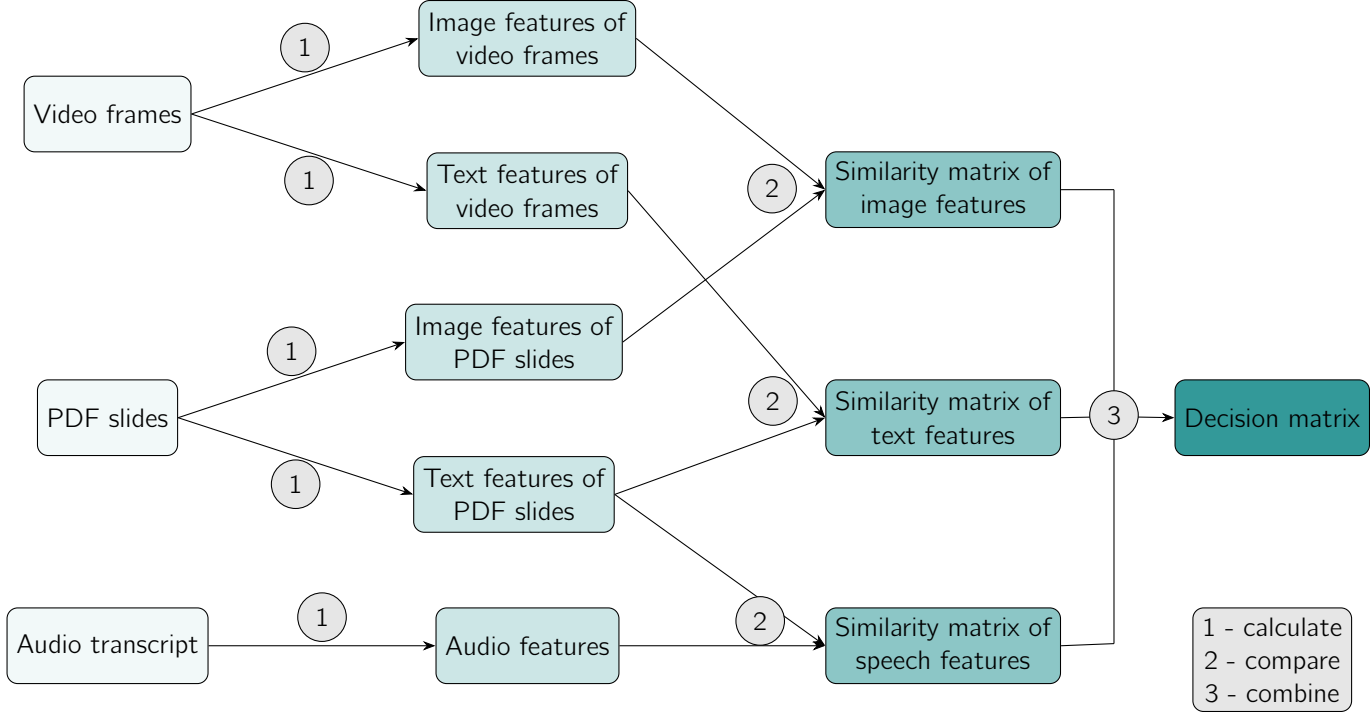 Image features of
video frames
1
Video frames
1
Text features of
video frames
2
Similarity matrix of
image features
Image features of
PDF slides
1
PDF slides
1
Text features of
PDF slides
2
Similarity matrix of
text features
3
Decision matrix
Audio transcript
1
Audio features
2
Similarity matrix of
speech features
1 - calculate
2 - compare
3 - combine